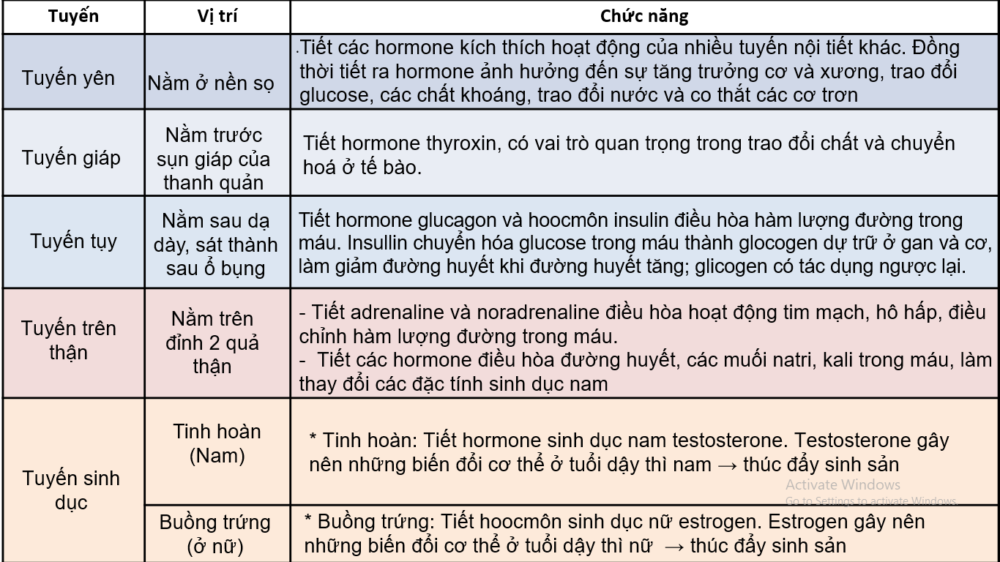 Tuyến
Vị trí
Chức năng
Tuyến yên
Nằm ở nền sọ
.Tiết các hormone kích thích hoạt động của nhiều tuyến nội tiết khác. Đồng
thời tiết ra hormone ảnh hưởng đến sự tăng trưởng cơ và xương, trao đổi
glucose, các chất khoáng, trao đổi nước và co thắt các cơ trơn
Tuyến giáp
Nằm trước
sụn giáp của
thanh quản
Tiết hormone thyroxin, có vai trò quan trọng trong trao đổi chất và chuyển
hoá ở tế bào.
Tuyến tụy
Nằm sau dạ
dày, sát thành
sau ổ bụng
Tiết hormone glucagon và hoocmôn insulin điều hòa hàm lượng đường trong
máu. Insullin chuyển hóa glucose trong máu thành glocogen dự trữ ở gan và cơ,
làm giảm đường huyết khi đường huyết tăng; glicogen có tác dụng ngược lại.
Tuyến trên
thận
Nằm trên
đỉnh 2 quả
thận
- Tiết adrenaline và noradrenaline điều hòa hoạt động tim mạch, hô hấp, điều
chỉnh hàm lượng đường trong máu.
- Tiết các hormone điều hòa đường huyết, các muối natri, kali trong máu, làm
thay đổi các đặc tính sinh dục nam
Tuyến sinh
dục
Tinh hoàn
(Nam)
* Tinh hoàn: Tiết hormone sinh dục nam testosterone. Testosterone gây
nên những biến đổi cơ thể ở tuổi dậy thì nam → thúc đẩy sinh sản
Activate Windows
Go to Settings to activate Windows.
Buồng trứng
(ở nữ)
* Buồng trứng: Tiết hoocmôn sinh dục nữ estrogen. Estrogen gây nên
những biến đổi cơ thể ở tuổi dậy thì nữ → thúc đẩy sinh sản